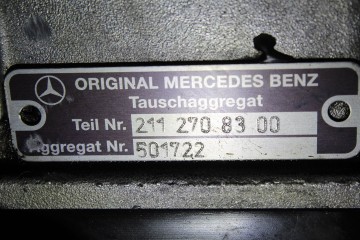 ORIGINAL MERCEDES BENZ
Tauschaggregat
Teil Nr. 211 270 83 00
Aggregat Nr. 501722